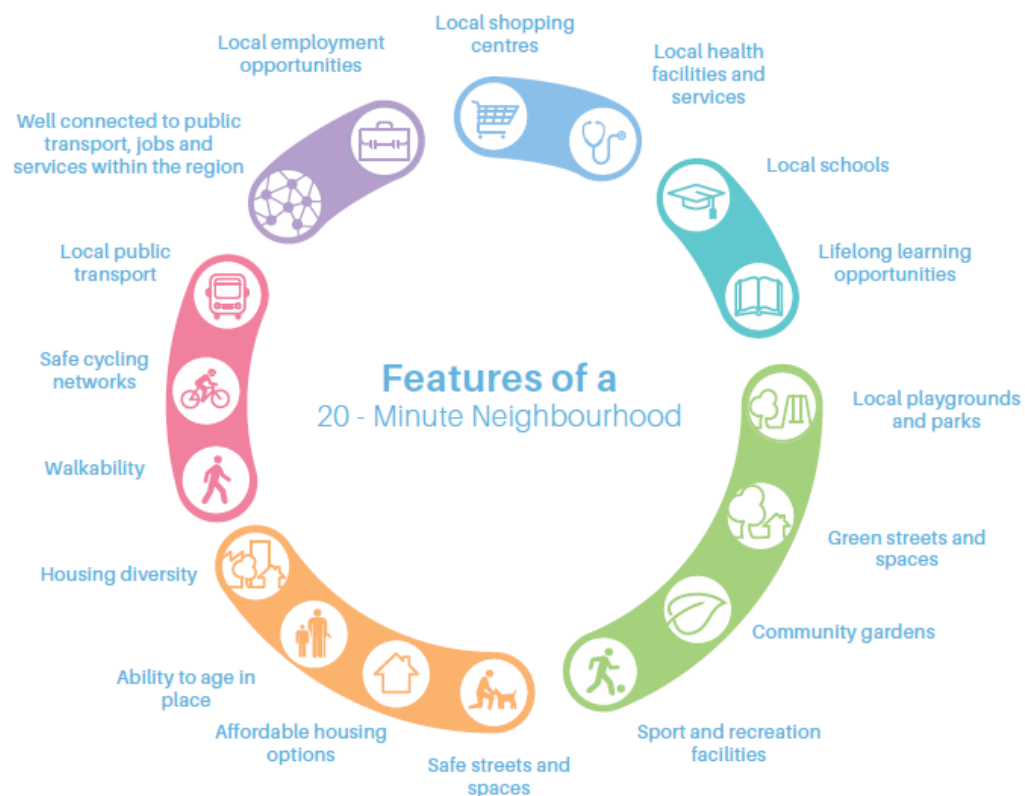 Local shopping
centres
Local health
facilities and
services
Local schools
Lifelong learning
opportunities
Local playgrounds
and parks
Green streets and
spaces
Community gardens
Sport and recreation
facilities
Safe streets and
spaces
Affordable housing
options
Ability to age in
place
Housing diversity
Walkability
Safe cycling
networks
Local public
transport
Well connected to public
transport, jobs and
services within the region
Local employment
opportunities
Features of a
20 - Minute Neighbourhood